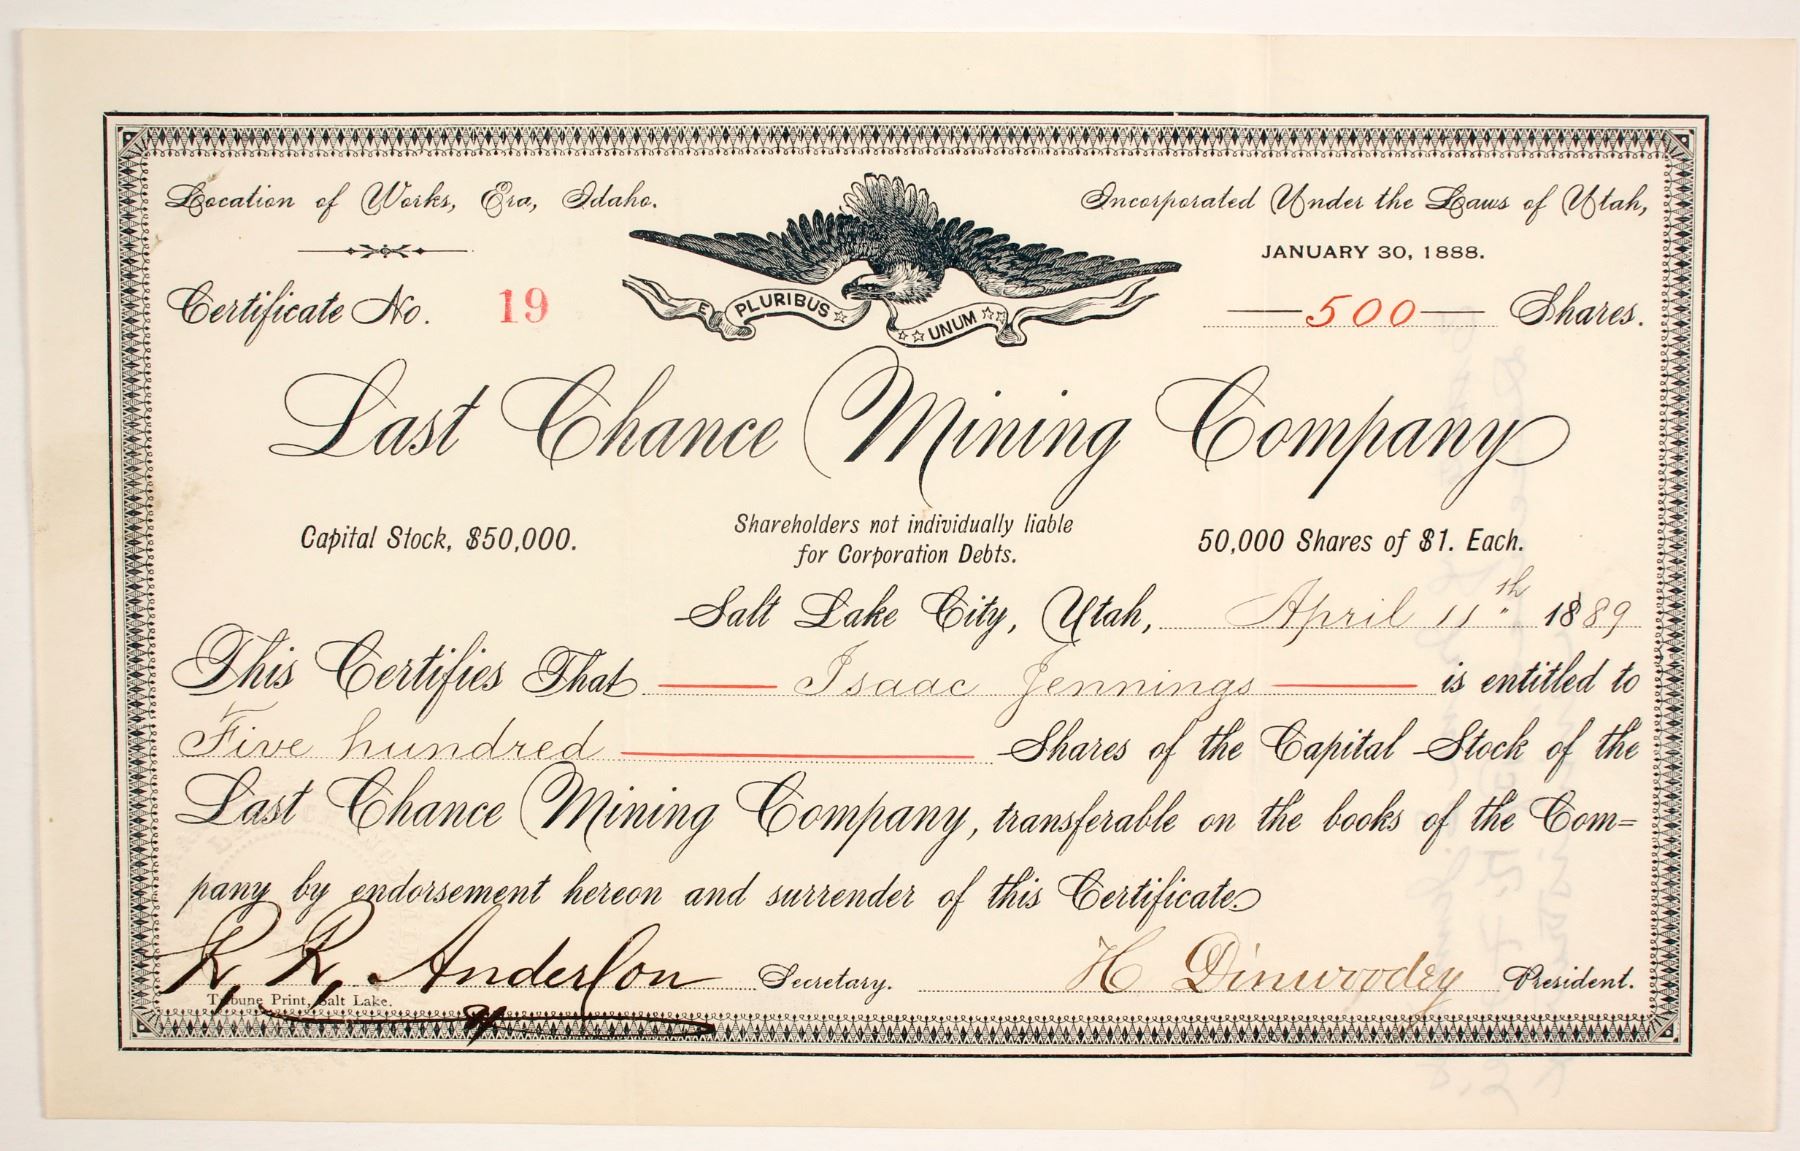 Location of Works, Era, Idaho.
Incorporated Under the Laws of Utah,
JANUARY 30, 1888.
Certificate No. 19
E PLURIBUS UNUM
500 Shares.
Last Chance Mining Company
Capital Stock, $50,000.
Shareholders not individually liable
for Corporation Debts.
50,000 Shares of $1. Each.
Salt Lake City, Utah, April 11th 1889
This Certifies That Isaac Jennings is entitled to
Five hundred Shares of the Capital Stock of the
Last Chance Mining Company, transferable on the books of the Com=
pany by endorsement hereon and surrender of this Certificate
R. R. Anderson Secretary. H Dinwoodey President.
Tribune Print, Salt Lake.